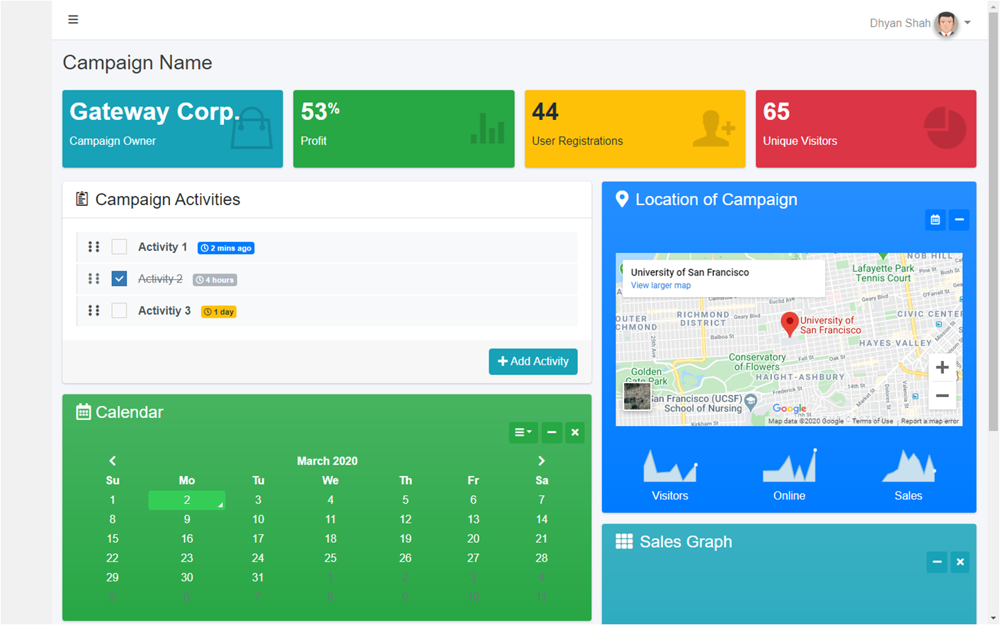 Dhyan Shah
Campaign Name
Gateway Corp.
Campaign Owner
53%
Profit
44
User Registrations
65
Unique Visitors
Campaign Activities
Activity 1 2 mins ago
Activity 2 4 hours
Activitiy 3 1 day
Add Activity
Calendar
March 2020
Su Mo Tu We Th Fr Sa
1 2 3 4 5 6 7
8 9 10 11 12 13 14
15 16 17 18 19 20 21
22 23 24 25 26 27 28
29 30 31 1 2 3 4
5 6 7 8 9 10 11
Location of Campaign
University of San Francisco
View larger map
NOB HILL
Lafayette Park
Tennis Court
Pine St
Bush St
O'Farrell St
Geary Blvd
Euclid Ave
RICHMOND
DISTRICT
Geary Blvd
CIVIC CENTER
University of
San Francisco
Balboa St
25th Ave
HAYES VALLEY
Mission St
Conservatory
of Flowers
Fell St
Oak St
Golden
Gate Park
HAIGHT-ASHBURY
14th St
Frederick St
Market St
Dolores St
Valencia St
San Francisco (UCSF)
School of Nursing
Google
17th St
Kirkham St
Map data ©2020 Google Terms of Use Report a map error
Visitors
Online
Sales
Sales Graph